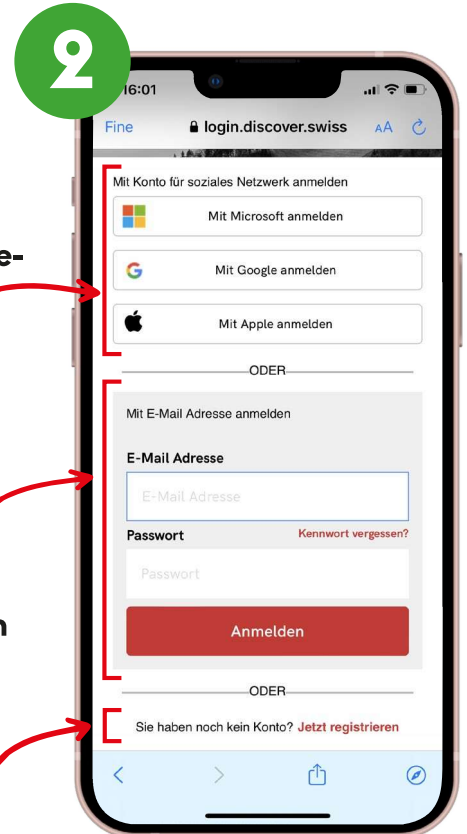 2
16:01
Fine login.discover.swiss AA
Mit Konto für soziales Netzwerk anmelden
Mit Microsoft anmelden
e-
Mit Google anmelden
Mit Apple anmelden
ODER
Mit E-Mail Adresse anmelden
E-Mail Adresse
E-Mail Adresse
Passwort Kennwort vergessen?
Passwort
n
Anmelden
ODER
Sie haben noch kein Konto? Jetzt registrieren